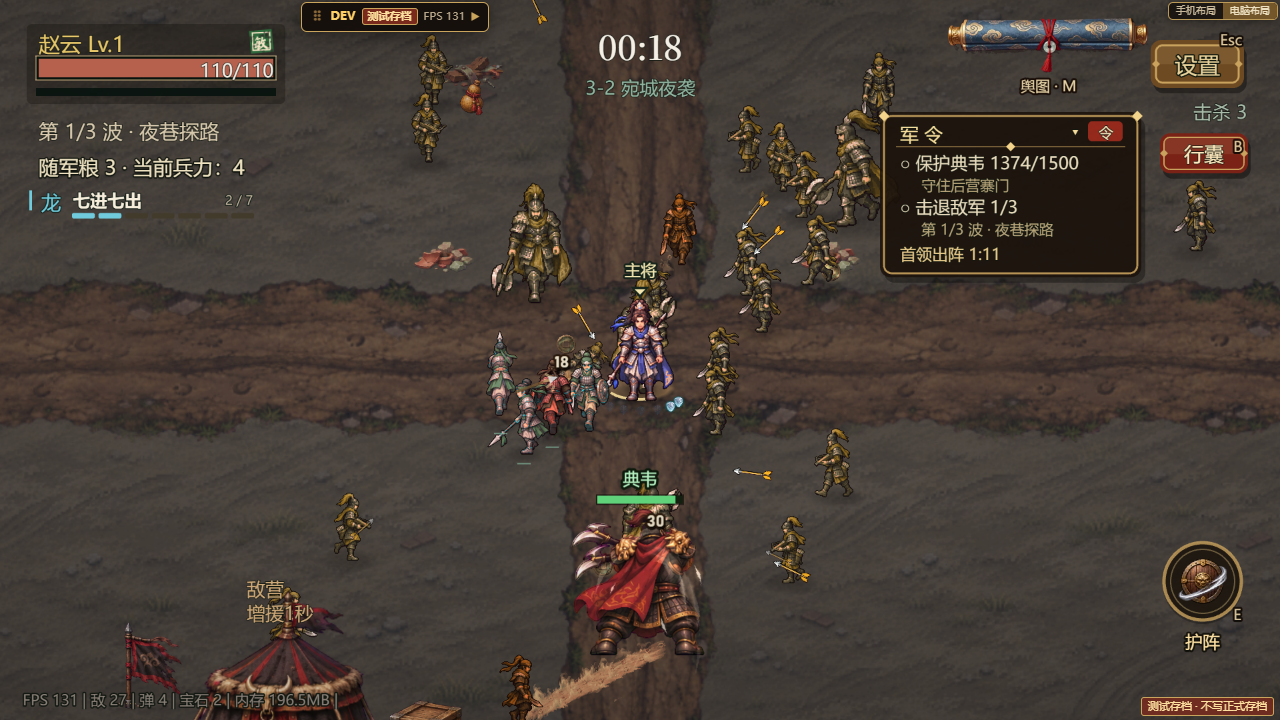 DEV 测试存档 FPS 131 ▶
手机布局 电脑布局
赵云 Lv.1
110/110
第 1/3 波 · 夜巷探路
随军粮 3 · 当前兵力：4
龙 七进七出 2 / 7
00:18
3-2 宛城夜袭
舆图 · M
Esc
设置
击杀 3
行囊 B
军 令 ▾ 令
保护典韦 1374/1500
守住后营寨门
击退敌军 1/3
第 1/3 波 · 夜巷探路
首领出阵 1:11
主将
18
典韦
30
敌营
增援1秒
E
护阵
FPS 131 | 敌 27 | 弹 4 | 宝石 2 | 内存 196.5MB |
测试存档 · 不写正式存档